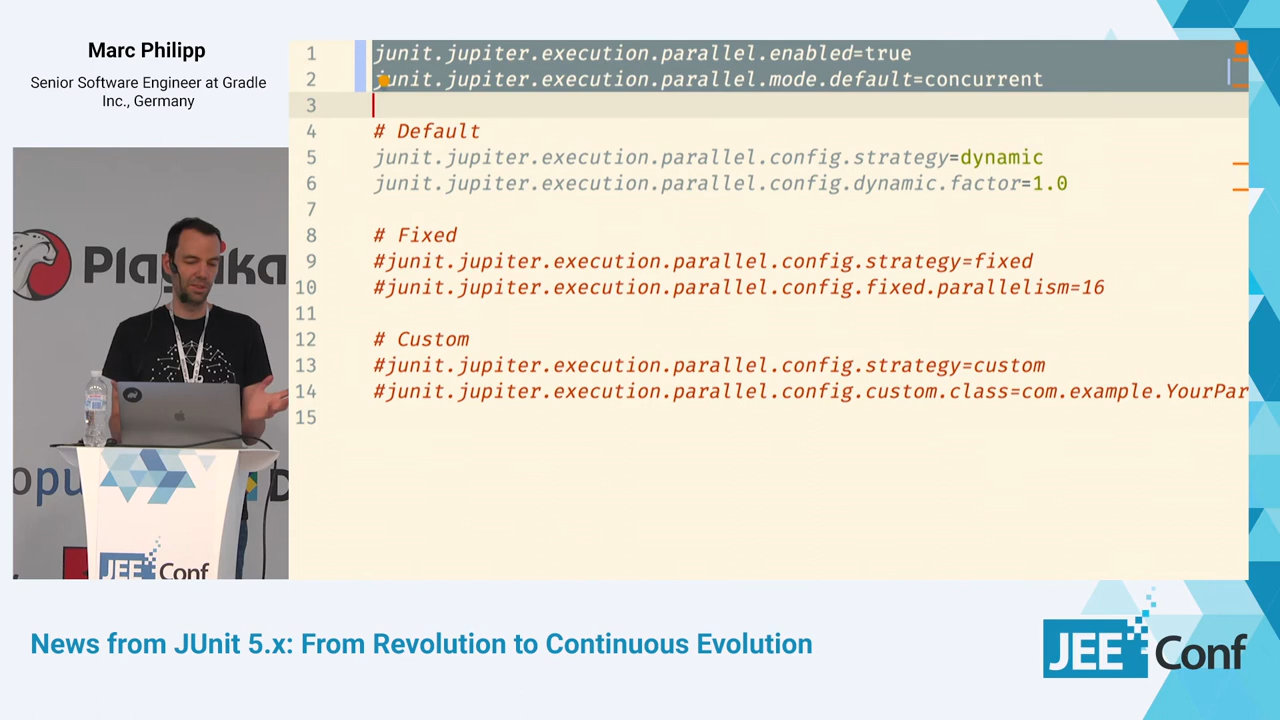 Marc Philipp
Senior Software Engineer at Gradle
Inc., Germany
1 junit.jupiter.execution.parallel.enabled=true
2 junit.jupiter.execution.parallel.mode.default=concurrent
3
4 # Default
5 junit.jupiter.execution.parallel.config.strategy=dynamic
6 junit.jupiter.execution.parallel.config.dynamic.factor=1.0
7
8 # Fixed
9 #junit.jupiter.execution.parallel.config.strategy=fixed
10 #junit.jupiter.execution.parallel.config.fixed.parallelism=16
11
12 # Custom
13 #junit.jupiter.execution.parallel.config.strategy=custom
14 #junit.jupiter.execution.parallel.config.custom.class=com.example.YourPar
15
JEE Conf
News from JUnit 5.x: From Revolution to Continuous Evolution
JEE Conf